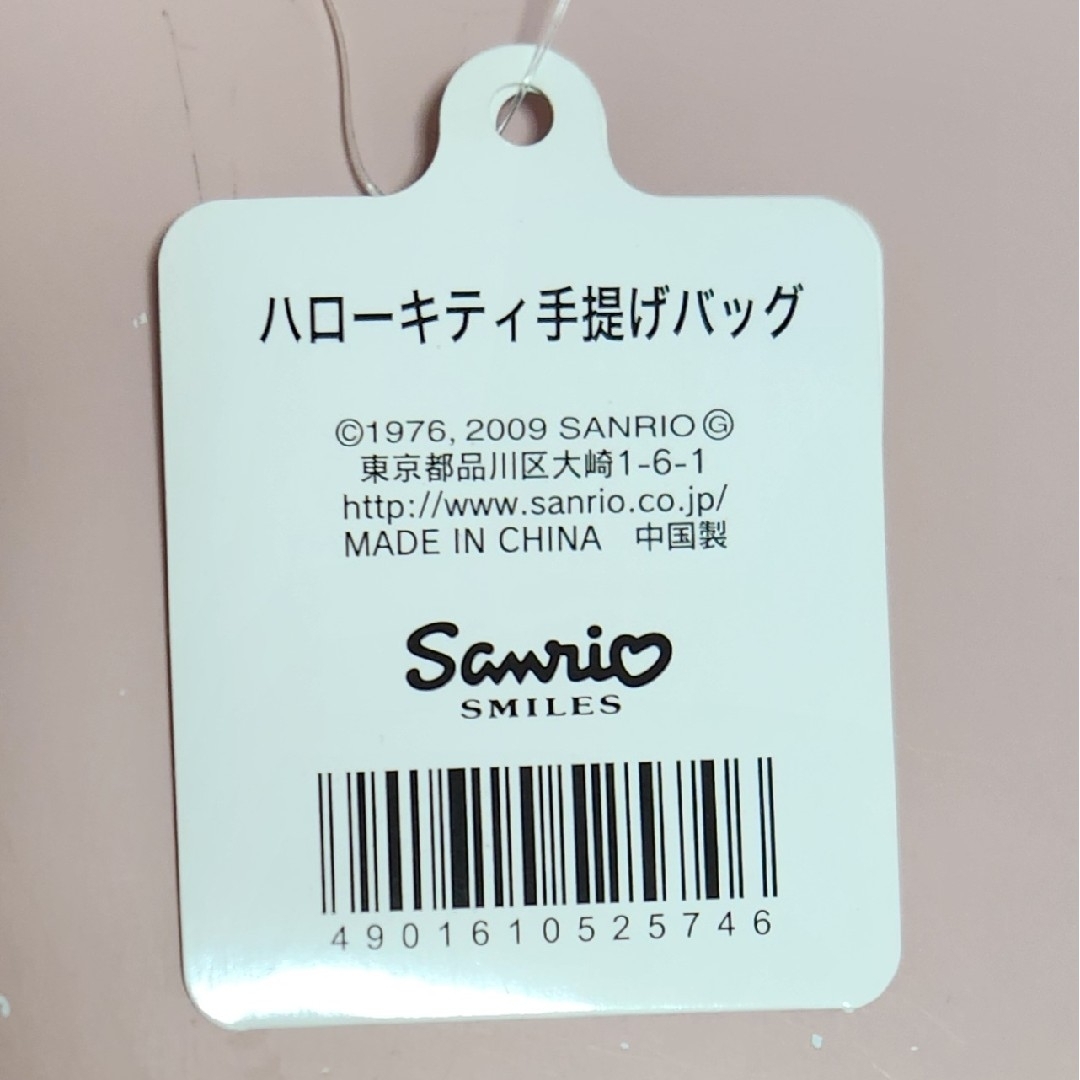 ハローキティ手提げバッグ
©1976, 2009 SANRIO Ⓖ
東京都品川区大崎1-6-1
http://www.sanrio.co.jp/
MADE IN CHINA　中国製
Sanrio
SMILES
4901610525746